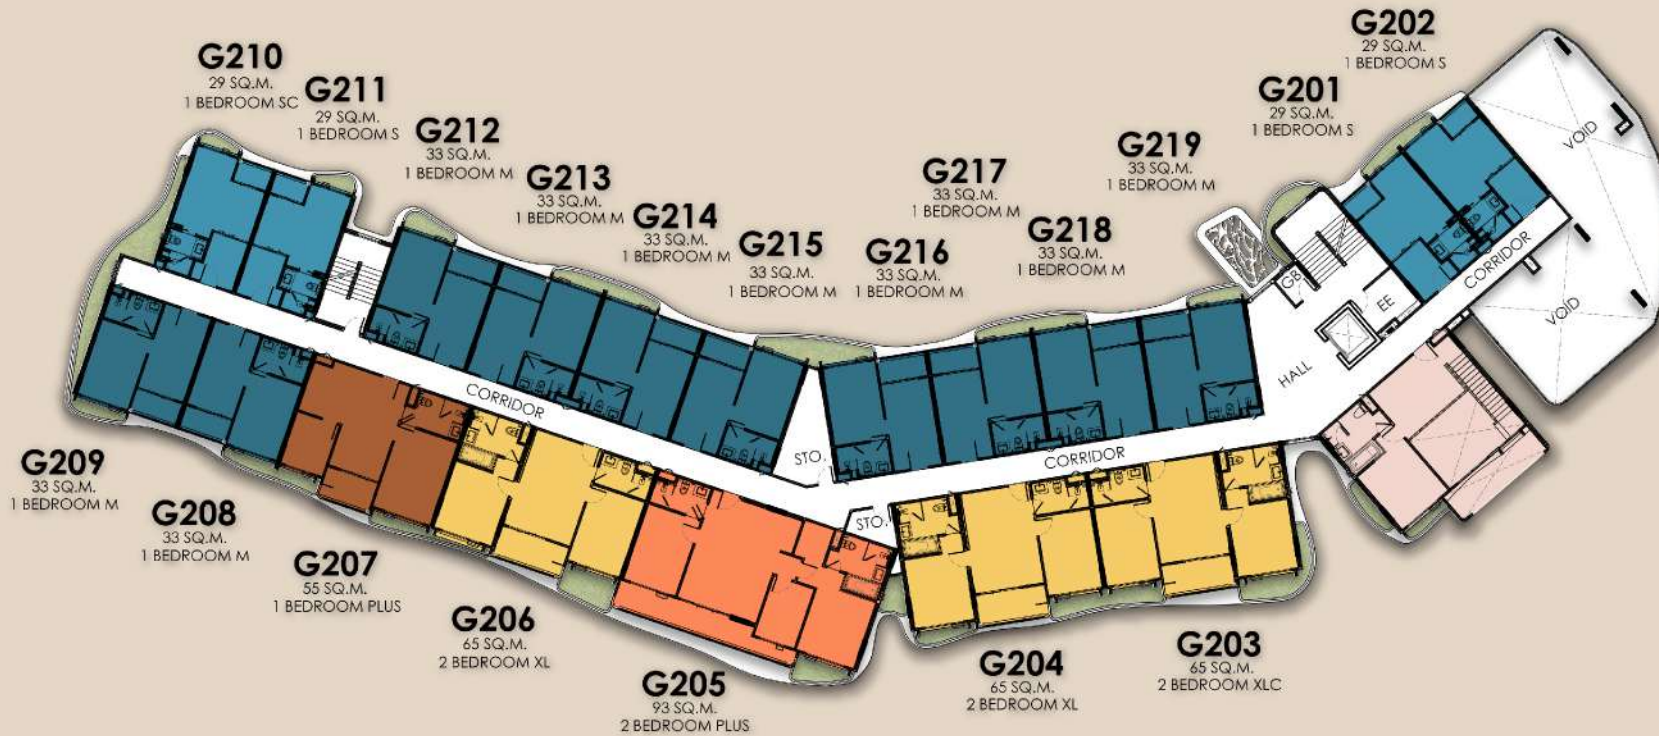 G202
29 SQ.M.
1 BEDROOM S
G201
29 SQ.M.
1 BEDROOM S
G210
29 SQ.M.
1 BEDROOM SC
G211
29 SQ.M.
1 BEDROOM S
G212
33 SQ.M.
1 BEDROOM M
G213
33 SQ.M.
1 BEDROOM M
G214
33 SQ.M.
1 BEDROOM M
G215
33 SQ.M.
1 BEDROOM M
G216
33 SQ.M.
1 BEDROOM M
G217
33 SQ.M.
1 BEDROOM M
G218
33 SQ.M.
1 BEDROOM M
G219
33 SQ.M.
1 BEDROOM M
VOID
VOID
CORRIDOR
GB.
EE
HALL
CORRIDOR
STO.
CORRIDOR
STO.
G209
33 SQ.M.
1 BEDROOM M
G208
33 SQ.M.
1 BEDROOM M
G207
55 SQ.M.
1 BEDROOM PLUS
G206
65 SQ.M.
2 BEDROOM XL
G205
93 SQ.M.
2 BEDROOM PLUS
G204
65 SQ.M.
2 BEDROOM XL
G203
65 SQ.M.
2 BEDROOM XLC